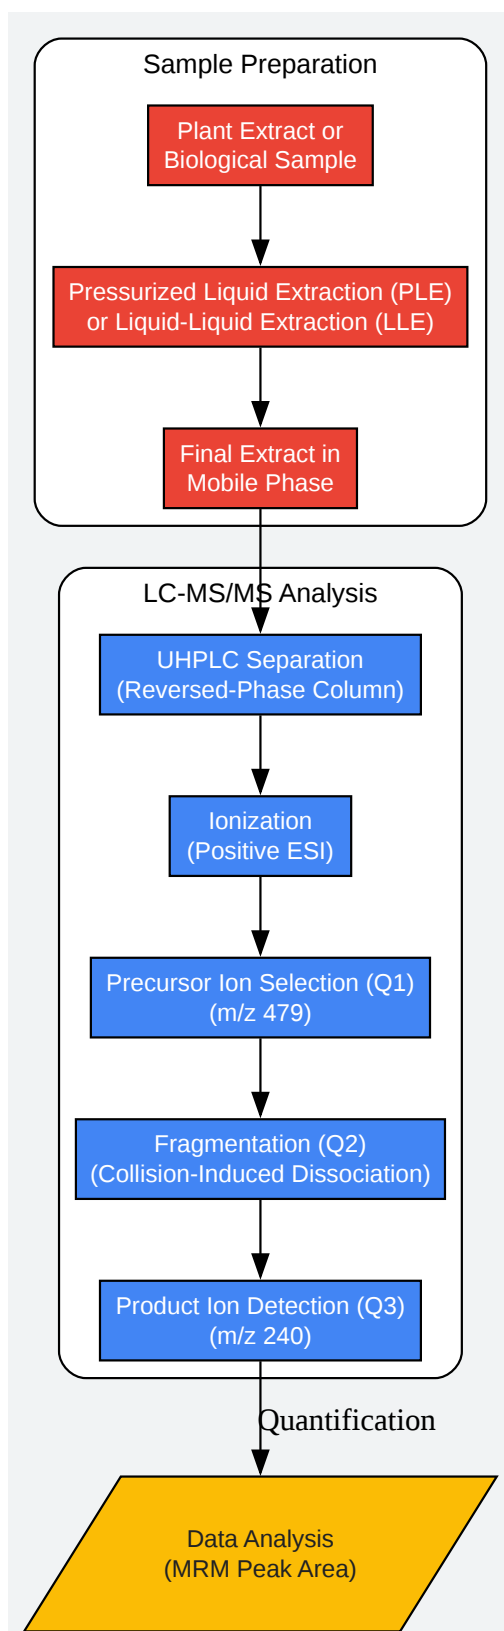 Sample Preparation
Plant Extract or
Biological Sample
Pressurized Liquid Extraction (PLE)
or Liquid-Liquid Extraction (LLE)
Final Extract in
Mobile Phase
LC-MS/MS Analysis
UHPLC Separation
(Reversed-Phase Column)
Ionization
(Positive ESI)
Precursor Ion Selection (Q1)
(m/z 479)
Fragmentation (Q2)
(Collision-Induced Dissociation)
Product Ion Detection (Q3)
(m/z 240)
Quantification
Data Analysis
(MRM Peak Area)